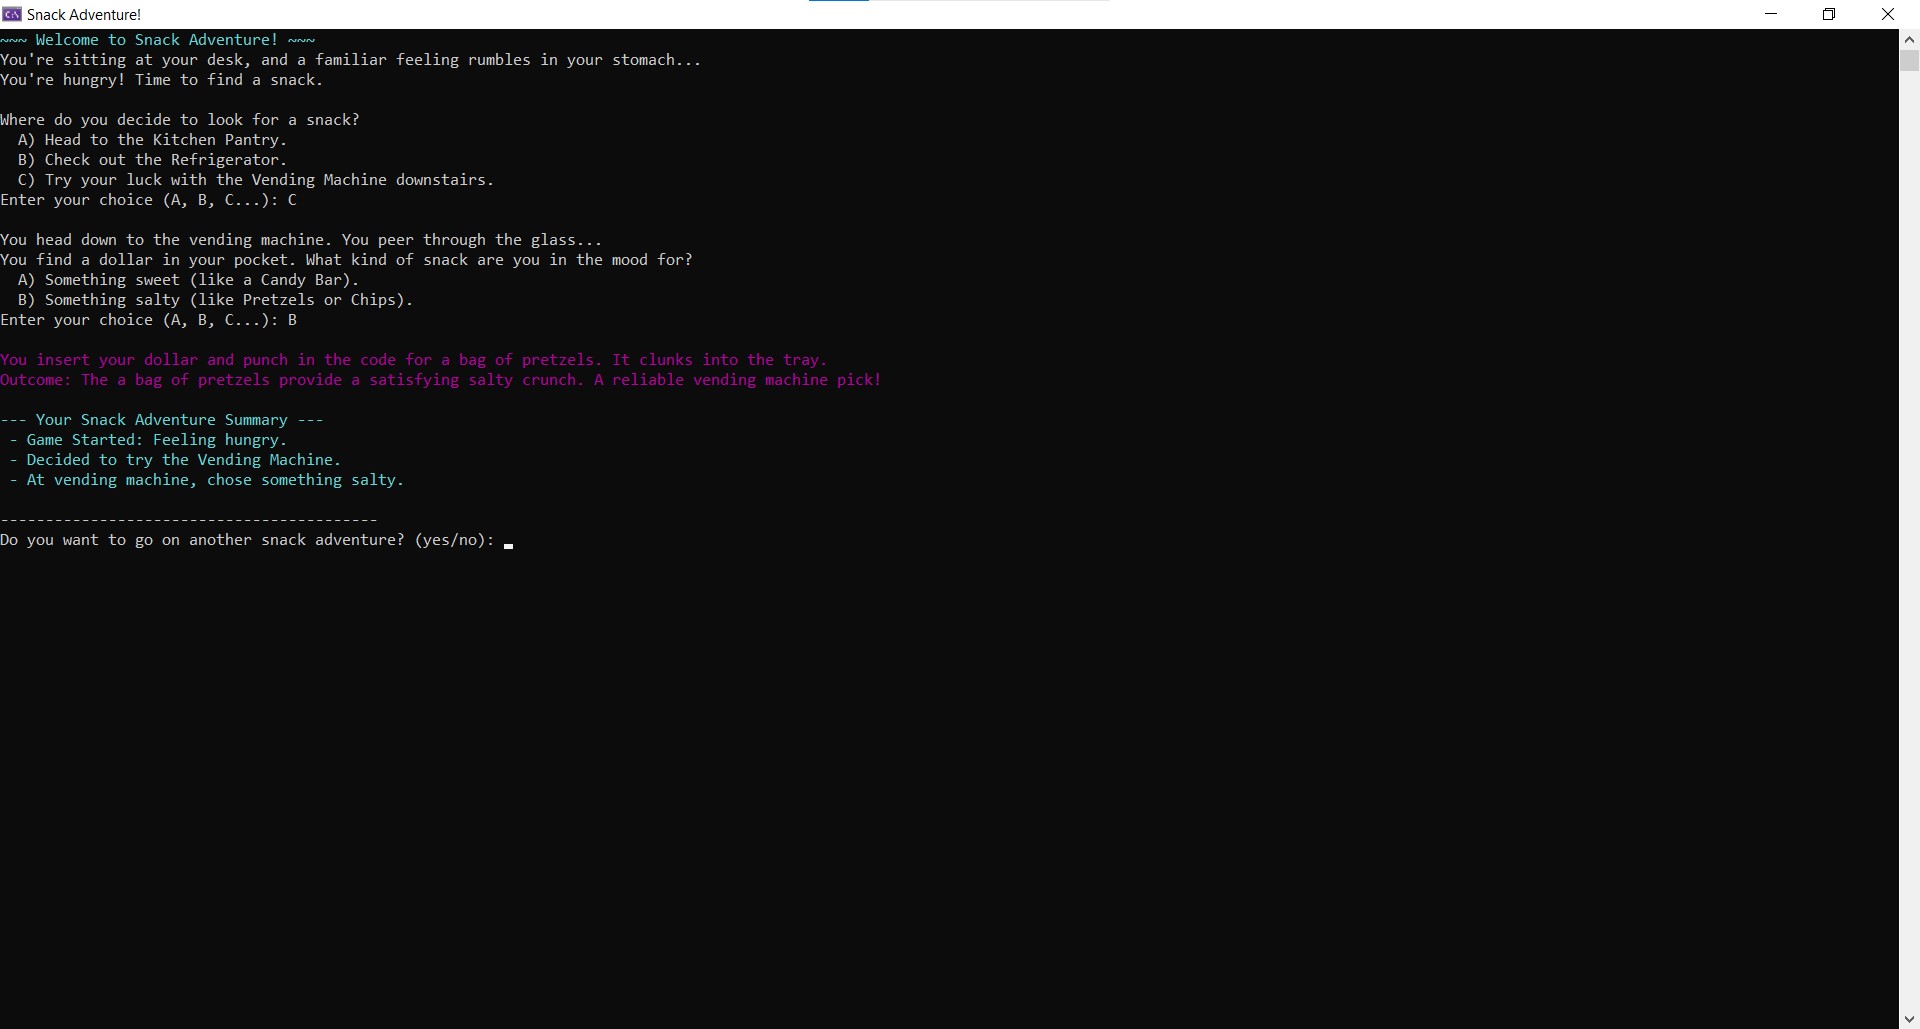 Snack Adventure!
~~~ Welcome to Snack Adventure! ~~~
You're sitting at your desk, and a familiar feeling rumbles in your stomach...
You're hungry! Time to find a snack.
Where do you decide to look for a snack?
A) Head to the Kitchen Pantry.
B) Check out the Refrigerator.
C) Try your luck with the Vending Machine downstairs.
Enter your choice (A, B, C...): C
You head down to the vending machine. You peer through the glass...
You find a dollar in your pocket. What kind of snack are you in the mood for?
A) Something sweet (like a Candy Bar).
B) Something salty (like Pretzels or Chips).
Enter your choice (A, B, C...): B
You insert your dollar and punch in the code for a bag of pretzels. It clunks into the tray.
Outcome: The a bag of pretzels provide a satisfying salty crunch. A reliable vending machine pick!
--- Your Snack Adventure Summary ---
- Game Started: Feeling hungry.
- Decided to try the Vending Machine.
- At vending machine, chose something salty.
------------------------------------------
Do you want to go on another snack adventure? (yes/no):